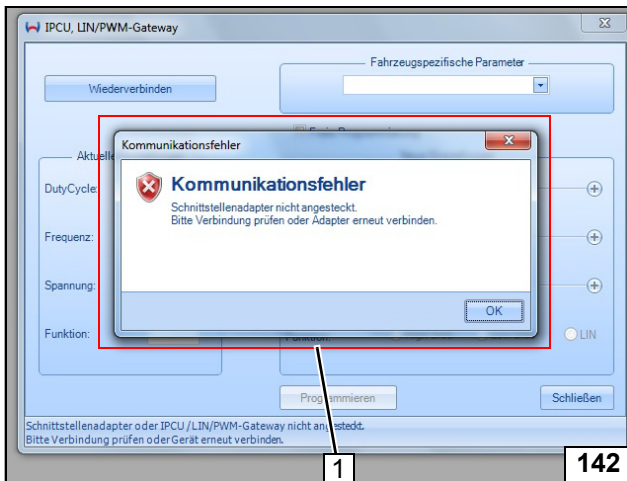 IPCU, LIN/PWM-Gateway
Wiederverbinden
Fahrzeugspezifische Parameter
Kommunikationsfehler
Kommunikationsfehler
Schnittstellenadapter nicht angesteckt.
Bitte Verbindung prüfen oder Adapter erneut verbinden.
OK
DutyCycle:
Frequenz:
Spannung:
Funktion:
LIN
Programmieren
Schließen
Schnittstellenadapter oder IPCU /LIN/PWM-Gateway nicht angesteckt.
Bitte Verbindung prüfen oder Gerät erneut verbinden.
1
142